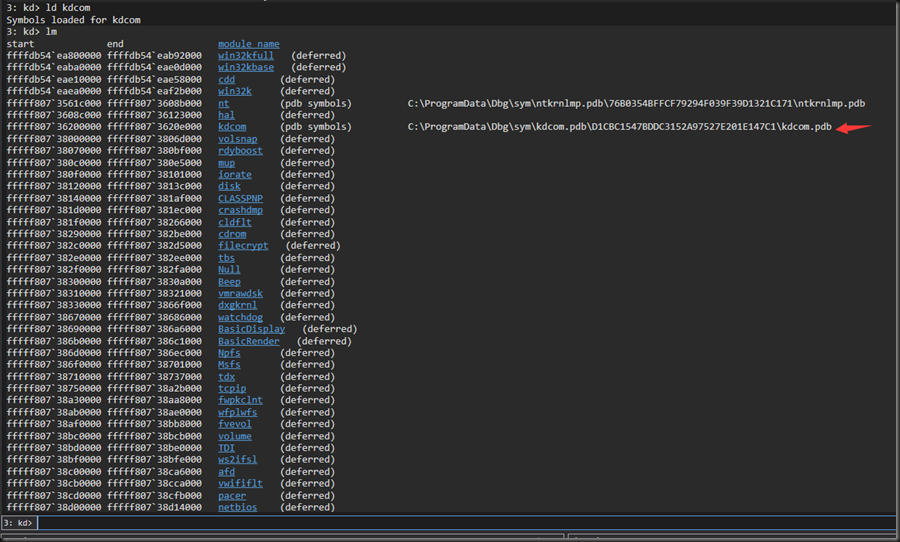 3: kd> ld kdcom
Symbols loaded for kdcom
3: kd> lm
start end module name
ffffdb54`ea800000 ffffdb54`eab92000 win32kfull (deferred)
ffffdb54`eaba0000 ffffdb54`eae0d000 win32kbase (deferred)
ffffdb54`eae10000 ffffdb54`eae58000 cdd (deferred)
ffffdb54`eaea0000 ffffdb54`eaf2b000 win32k (deferred)
fffff807`3561c000 fffff807`3608b000 nt (pdb symbols) C:\ProgramData\Dbg\sym\ntkrnlmp.pdb\76B0354BFFCF79294F039F39D1321C171\ntkrnlmp.pdb
fffff807`3608c000 fffff807`36123000 hal (deferred)
fffff807`36200000 fffff807`3620e000 kdcom (pdb symbols) C:\ProgramData\Dbg\sym\kdcom.pdb\D1CBC1547BDDC3152A97527E201E147C1\kdcom.pdb
fffff807`38000000 fffff807`3806d000 volsnap (deferred)
fffff807`38070000 fffff807`380bf000 rdyboost (deferred)
fffff807`380c0000 fffff807`380e5000 mup (deferred)
fffff807`380f0000 fffff807`38101000 iorate (deferred)
fffff807`38120000 fffff807`3813c000 disk (deferred)
fffff807`38140000 fffff807`381af000 CLASSPNP (deferred)
fffff807`381d0000 fffff807`381ec000 crashdmp (deferred)
fffff807`381f0000 fffff807`38266000 cldflt (deferred)
fffff807`38290000 fffff807`382be000 cdrom (deferred)
fffff807`382c0000 fffff807`382d5000 filecrypt (deferred)
fffff807`382e0000 fffff807`382ee000 tbs (deferred)
fffff807`382f0000 fffff807`382fa000 Null (deferred)
fffff807`38300000 fffff807`3830a000 Beep (deferred)
fffff807`38310000 fffff807`38321000 vmrawdsk (deferred)
fffff807`38330000 fffff807`3866f000 dxgkrnl (deferred)
fffff807`38670000 fffff807`38686000 watchdog (deferred)
fffff807`38690000 fffff807`386a6000 BasicDisplay (deferred)
fffff807`386b0000 fffff807`386c1000 BasicRender (deferred)
fffff807`386d0000 fffff807`386ec000 Npfs (deferred)
fffff807`386f0000 fffff807`38701000 Msfs (deferred)
fffff807`38710000 fffff807`38737000 tdx (deferred)
fffff807`38750000 fffff807`38a2b000 tcpip (deferred)
fffff807`38a30000 fffff807`38aa8000 fwpkclnt (deferred)
fffff807`38ab0000 fffff807`38ae0000 wfplwfs (deferred)
fffff807`38af0000 fffff807`38bb8000 fvevol (deferred)
fffff807`38bc0000 fffff807`38bcb000 volume (deferred)
fffff807`38bd0000 fffff807`38be0000 TDI (deferred)
fffff807`38bf0000 fffff807`38bfe000 ws2ifsl (deferred)
fffff807`38c00000 fffff807`38ca6000 afd (deferred)
fffff807`38cb0000 fffff807`38cca000 vwififlt (deferred)
fffff807`38cd0000 fffff807`38cfb000 pacer (deferred)
fffff807`38d00000 fffff807`38d14000 netbios (deferred)
3: kd>